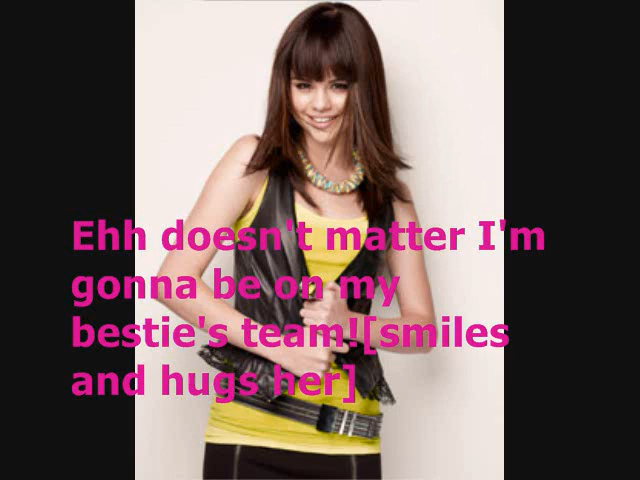 Ehh doesn't matter I'm
gonna be on my
bestie's team![smiles
and hugs her]